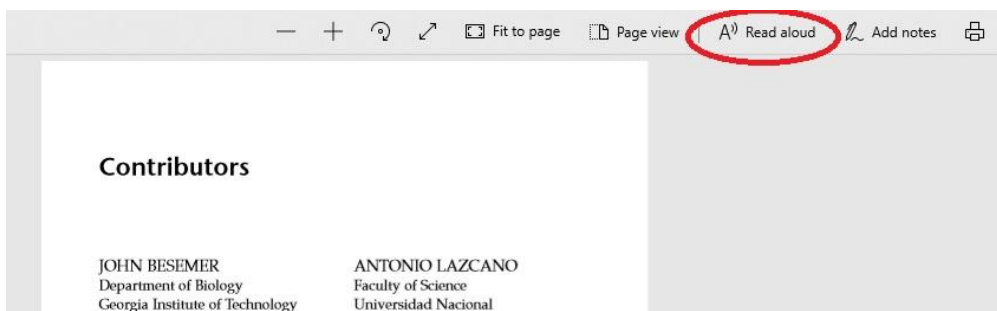 Fit to page Page view A Read aloud Add notes
Contributors
JOHN BESEMER
Department of Biology
Georgia Institute of Technology
ANTONIO LAZCANO
Faculty of Science
Universidad Nacional